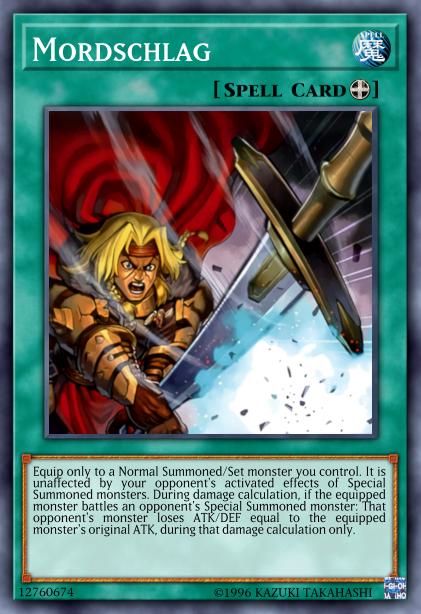 Mordschlag
[Spell Card]
Equip only to a Normal Summoned/Set monster you control. It is
unaffected by your opponent's activated effects of Special
Summoned monsters. During damage calculation, if the equipped
monster battles an opponent's Special Summoned monster: That
opponent's monster loses ATK/DEF equal to the equipped
monster's original ATK, during that damage calculation only.
12760674
©1996 KAZUKI TAKAHASHI